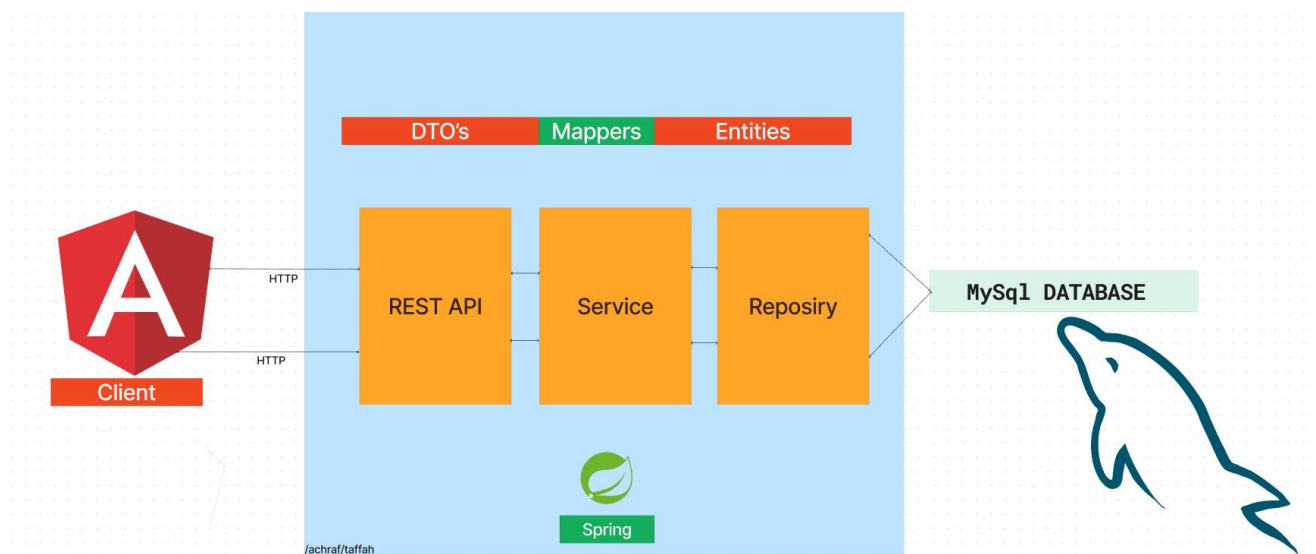 DTO's Mappers Entities
HTTP
REST API Service Reposiry
MySql DATABASE
HTTP
Client
Spring
/achraf/taffah